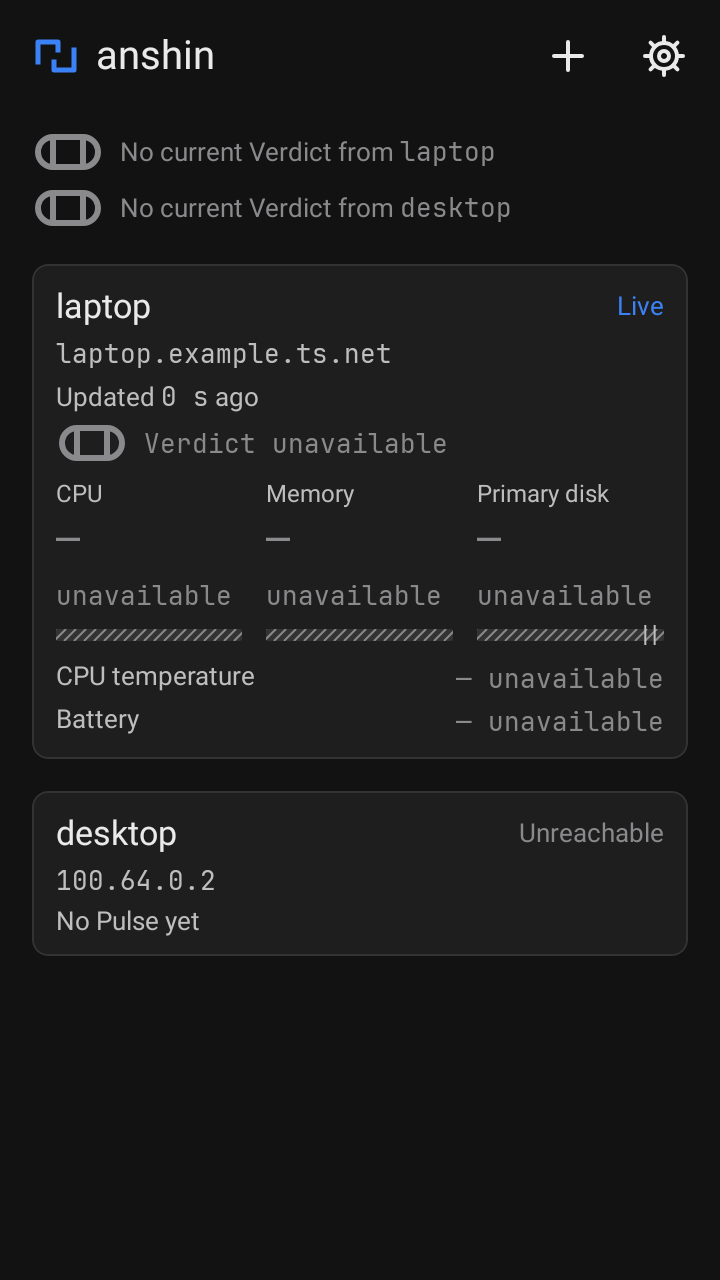 anshin
No current Verdict from laptop
No current Verdict from desktop
laptop Live
laptop.example.ts.net
Updated 0 s ago
Verdict unavailable
CPU Memory Primary disk
— — —
unavailable unavailable unavailable
CPU temperature — unavailable
Battery — unavailable
desktop Unreachable
100.64.0.2
No Pulse yet